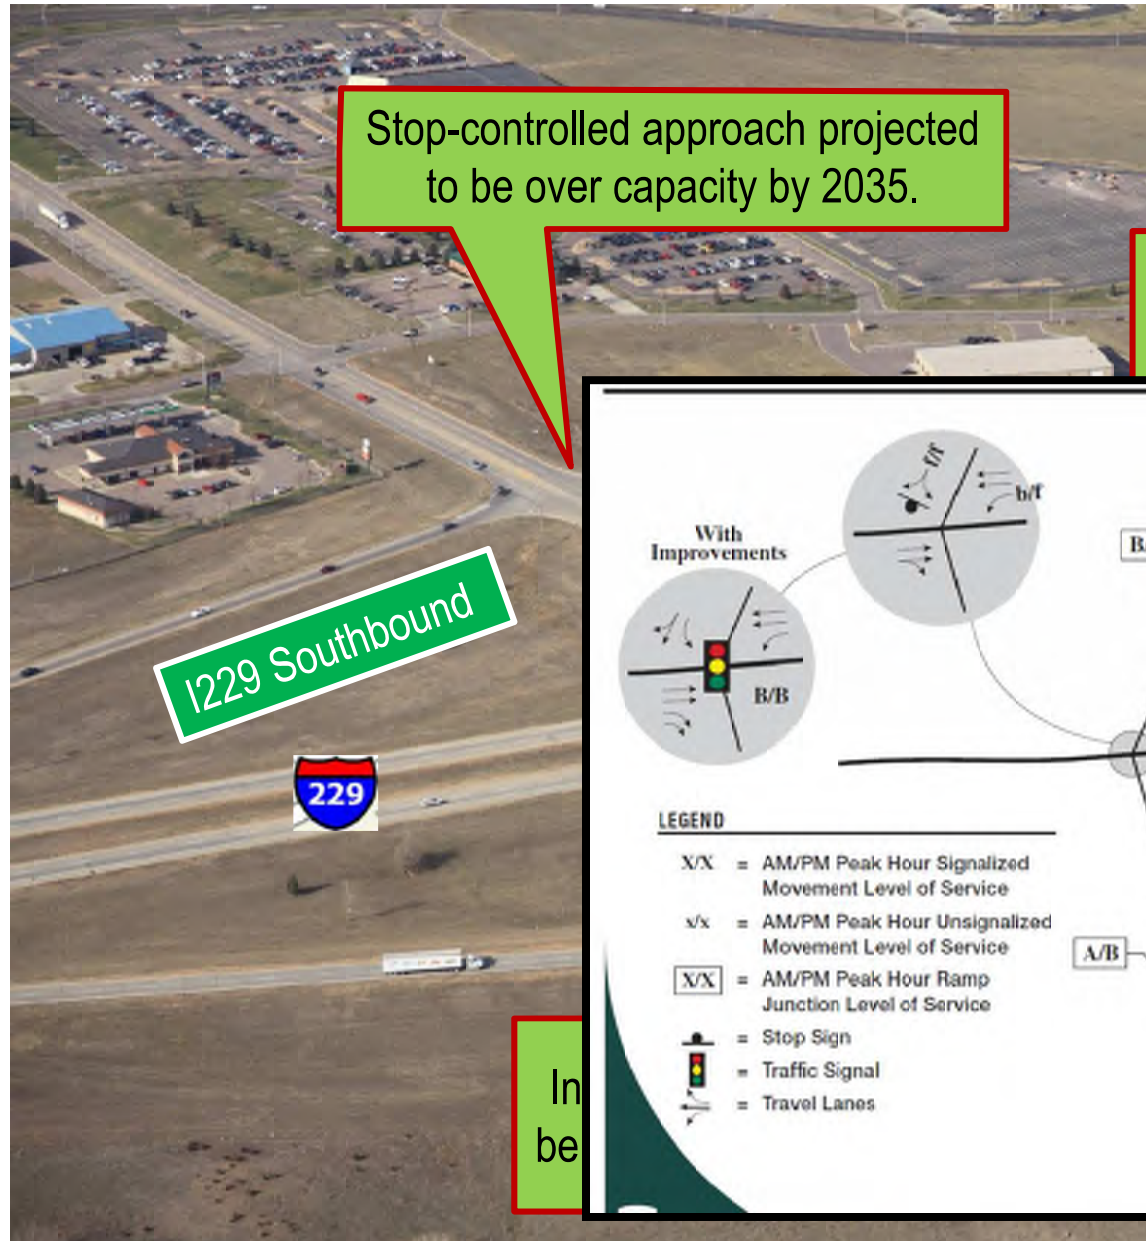 Stop-controlled approach projected
to be over capacity by 2035.
I229 Southbound
229
In
be
f/f
b/f
With
Improvements
B/B
B/
A/B
LEGEND
X/X = AM/PM Peak Hour Signalized
Movement Level of Service
x/x = AM/PM Peak Hour Unsignalized
Movement Level of Service
X/X = AM/PM Peak Hour Ramp
Junction Level of Service
= Stop Sign
= Traffic Signal
= Travel Lanes